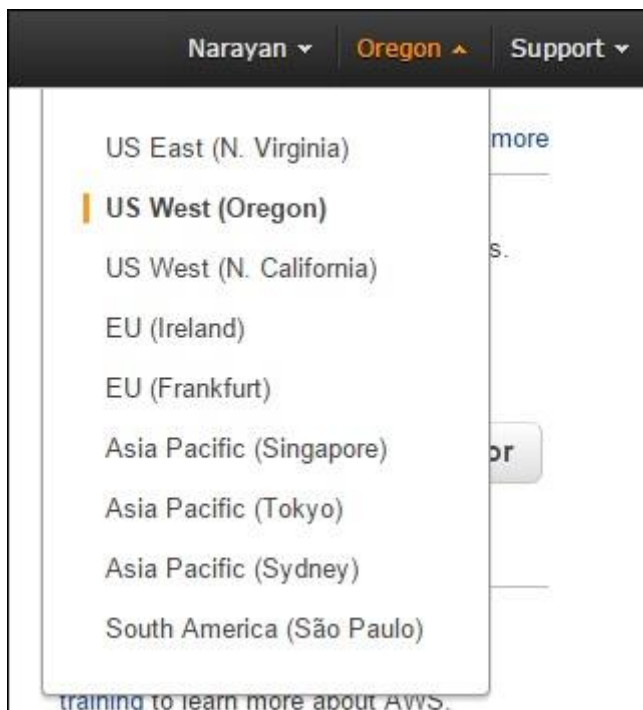 Narayan Oregon Support
more
US East (N. Virginia)
US West (Oregon)
s.
US West (N. California)
EU (Ireland)
EU (Frankfurt)
Asia Pacific (Singapore)
or
Asia Pacific (Tokyo)
Asia Pacific (Sydney)
South America (São Paulo)
training to learn more about AWS.